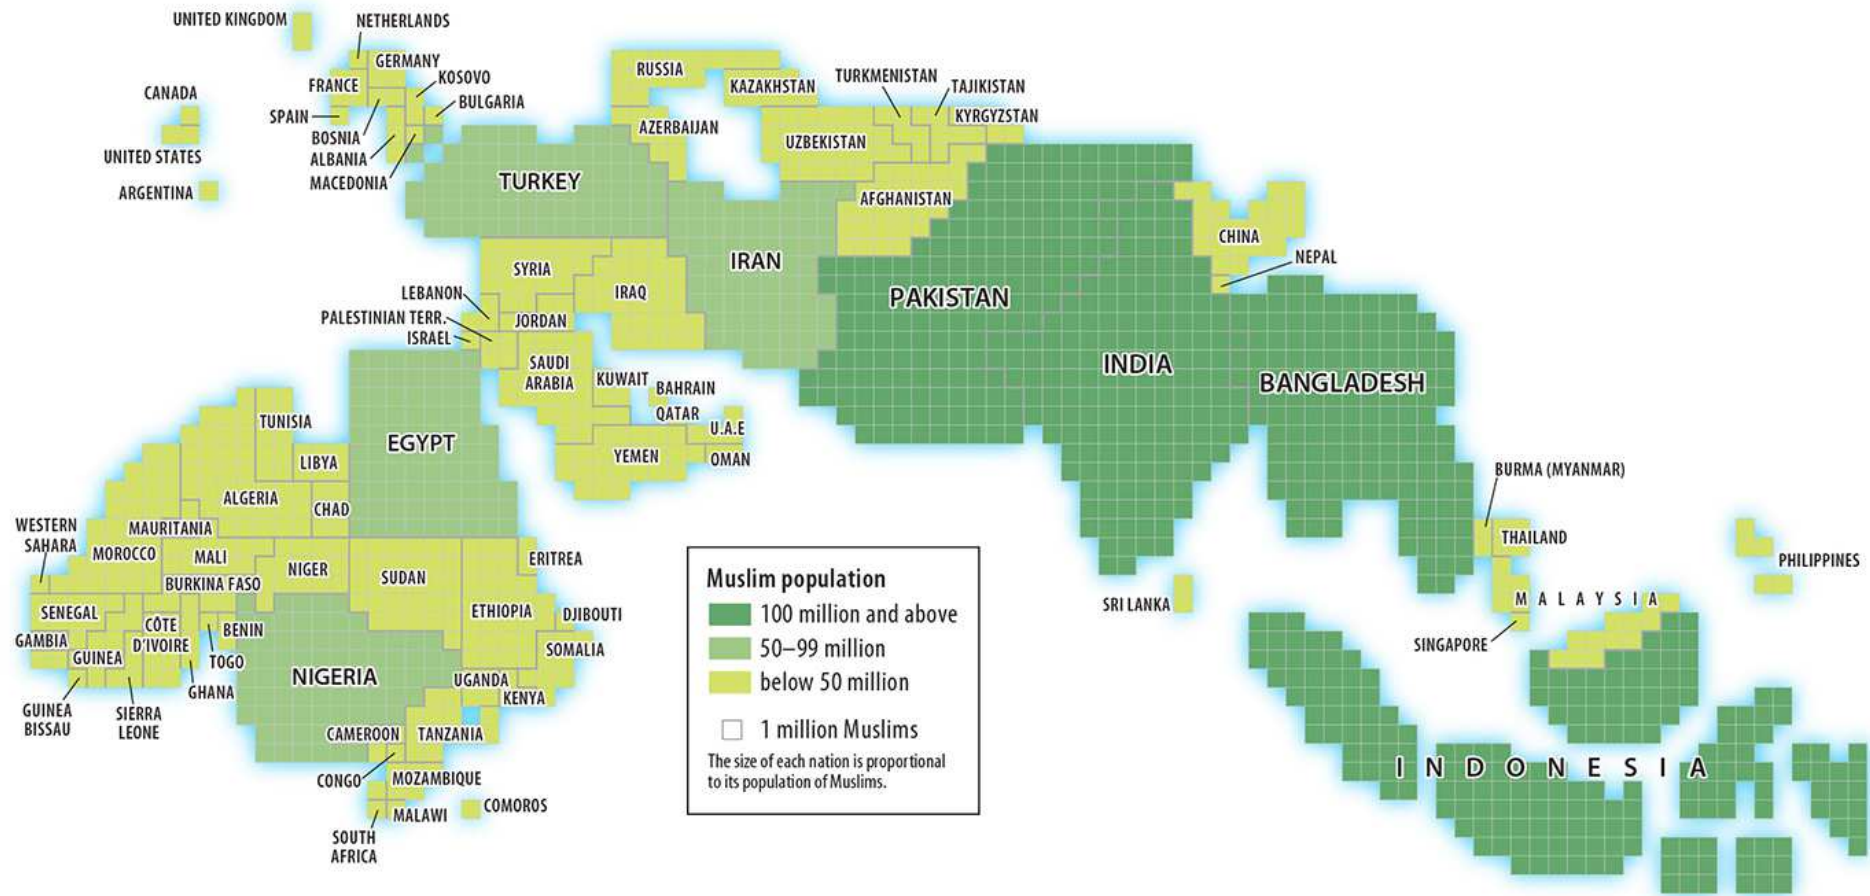 UNITED KINGDOM
NETHERLANDS
GERMANY
KOSOVO
FRANCE
BULGARIA
CANADA
SPAIN
BOSNIA
ALBANIA
UNITED STATES
MACEDONIA
ARGENTINA
TURKEY
RUSSIA
KAZAKHSTAN
TURKMENISTAN
TAJIKISTAN
KYRGYZSTAN
AZERBAIJAN
UZBEKISTAN
AFGHANISTAN
CHINA
NEPAL
SYRIA
IRAN
IRAQ
PAKISTAN
LEBANON
PALESTINIAN TERR.
JORDAN
ISRAEL
SAUDI
ARABIA
KUWAIT
BAHRAIN
QATAR
U.A.E
YEMEN
OMAN
INDIA
BANGLADESH
TUNISIA
EGYPT
LIBYA
ALGERIA
CHAD
BURMA (MYANMAR)
WESTERN
SAHARA
MAURITANIA
MOROCCO
MALI
NIGER
SUDAN
ERITREA
THAILAND
PHILIPPINES
BURKINA FASO
SENEGAL
CÔTE
D'IVOIRE
BENIN
ETHIOPIA
DJIBOUTI
SRI LANKA
MALAYSIA
GAMBIA
GUINEA
TOGO
SOMALIA
SINGAPORE
GHANA
NIGERIA
UGANDA
KENYA
GUINEA
BISSAU
SIERRA
LEONE
CAMEROON
TANZANIA
CONGO
MOZAMBIQUE
MALAWI
COMOROS
SOUTH
AFRICA
INDONESIA
Muslim population
100 million and above
50–99 million
below 50 million
1 million Muslims
The size of each nation is proportional
to its population of Muslims.